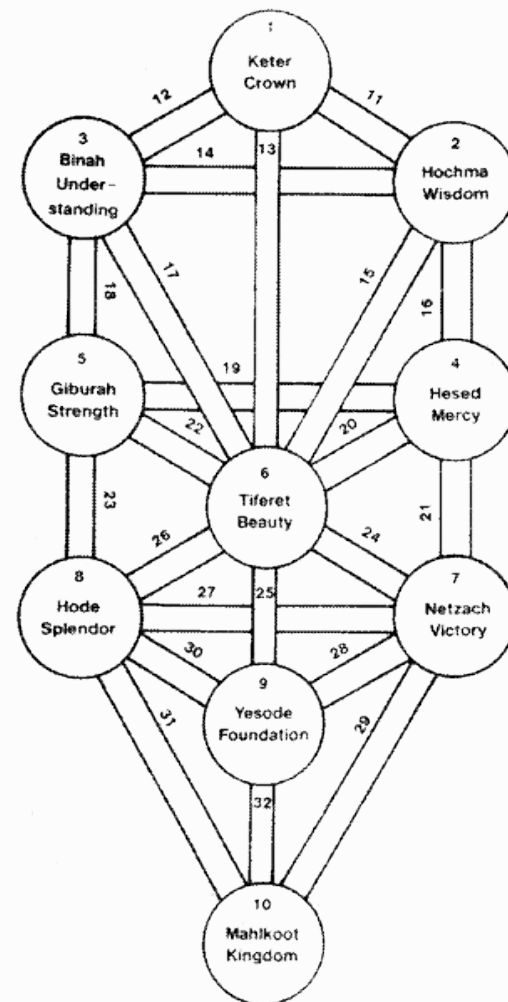 1
Keter
Crown
12
11
3
Binah
Under-
standing
14
13
2
Hochma
Wisdom
18
17
15
16
5
Giburah
Strength
19
4
Hesed
Mercy
22
20
6
Tiferet
Beauty
23
21
26
24
8
Hode
Splendor
27
25
7
Netzach
Victory
30
28
9
Yesode
Foundation
31
29
32
10
Mahlkoot
Kingdom